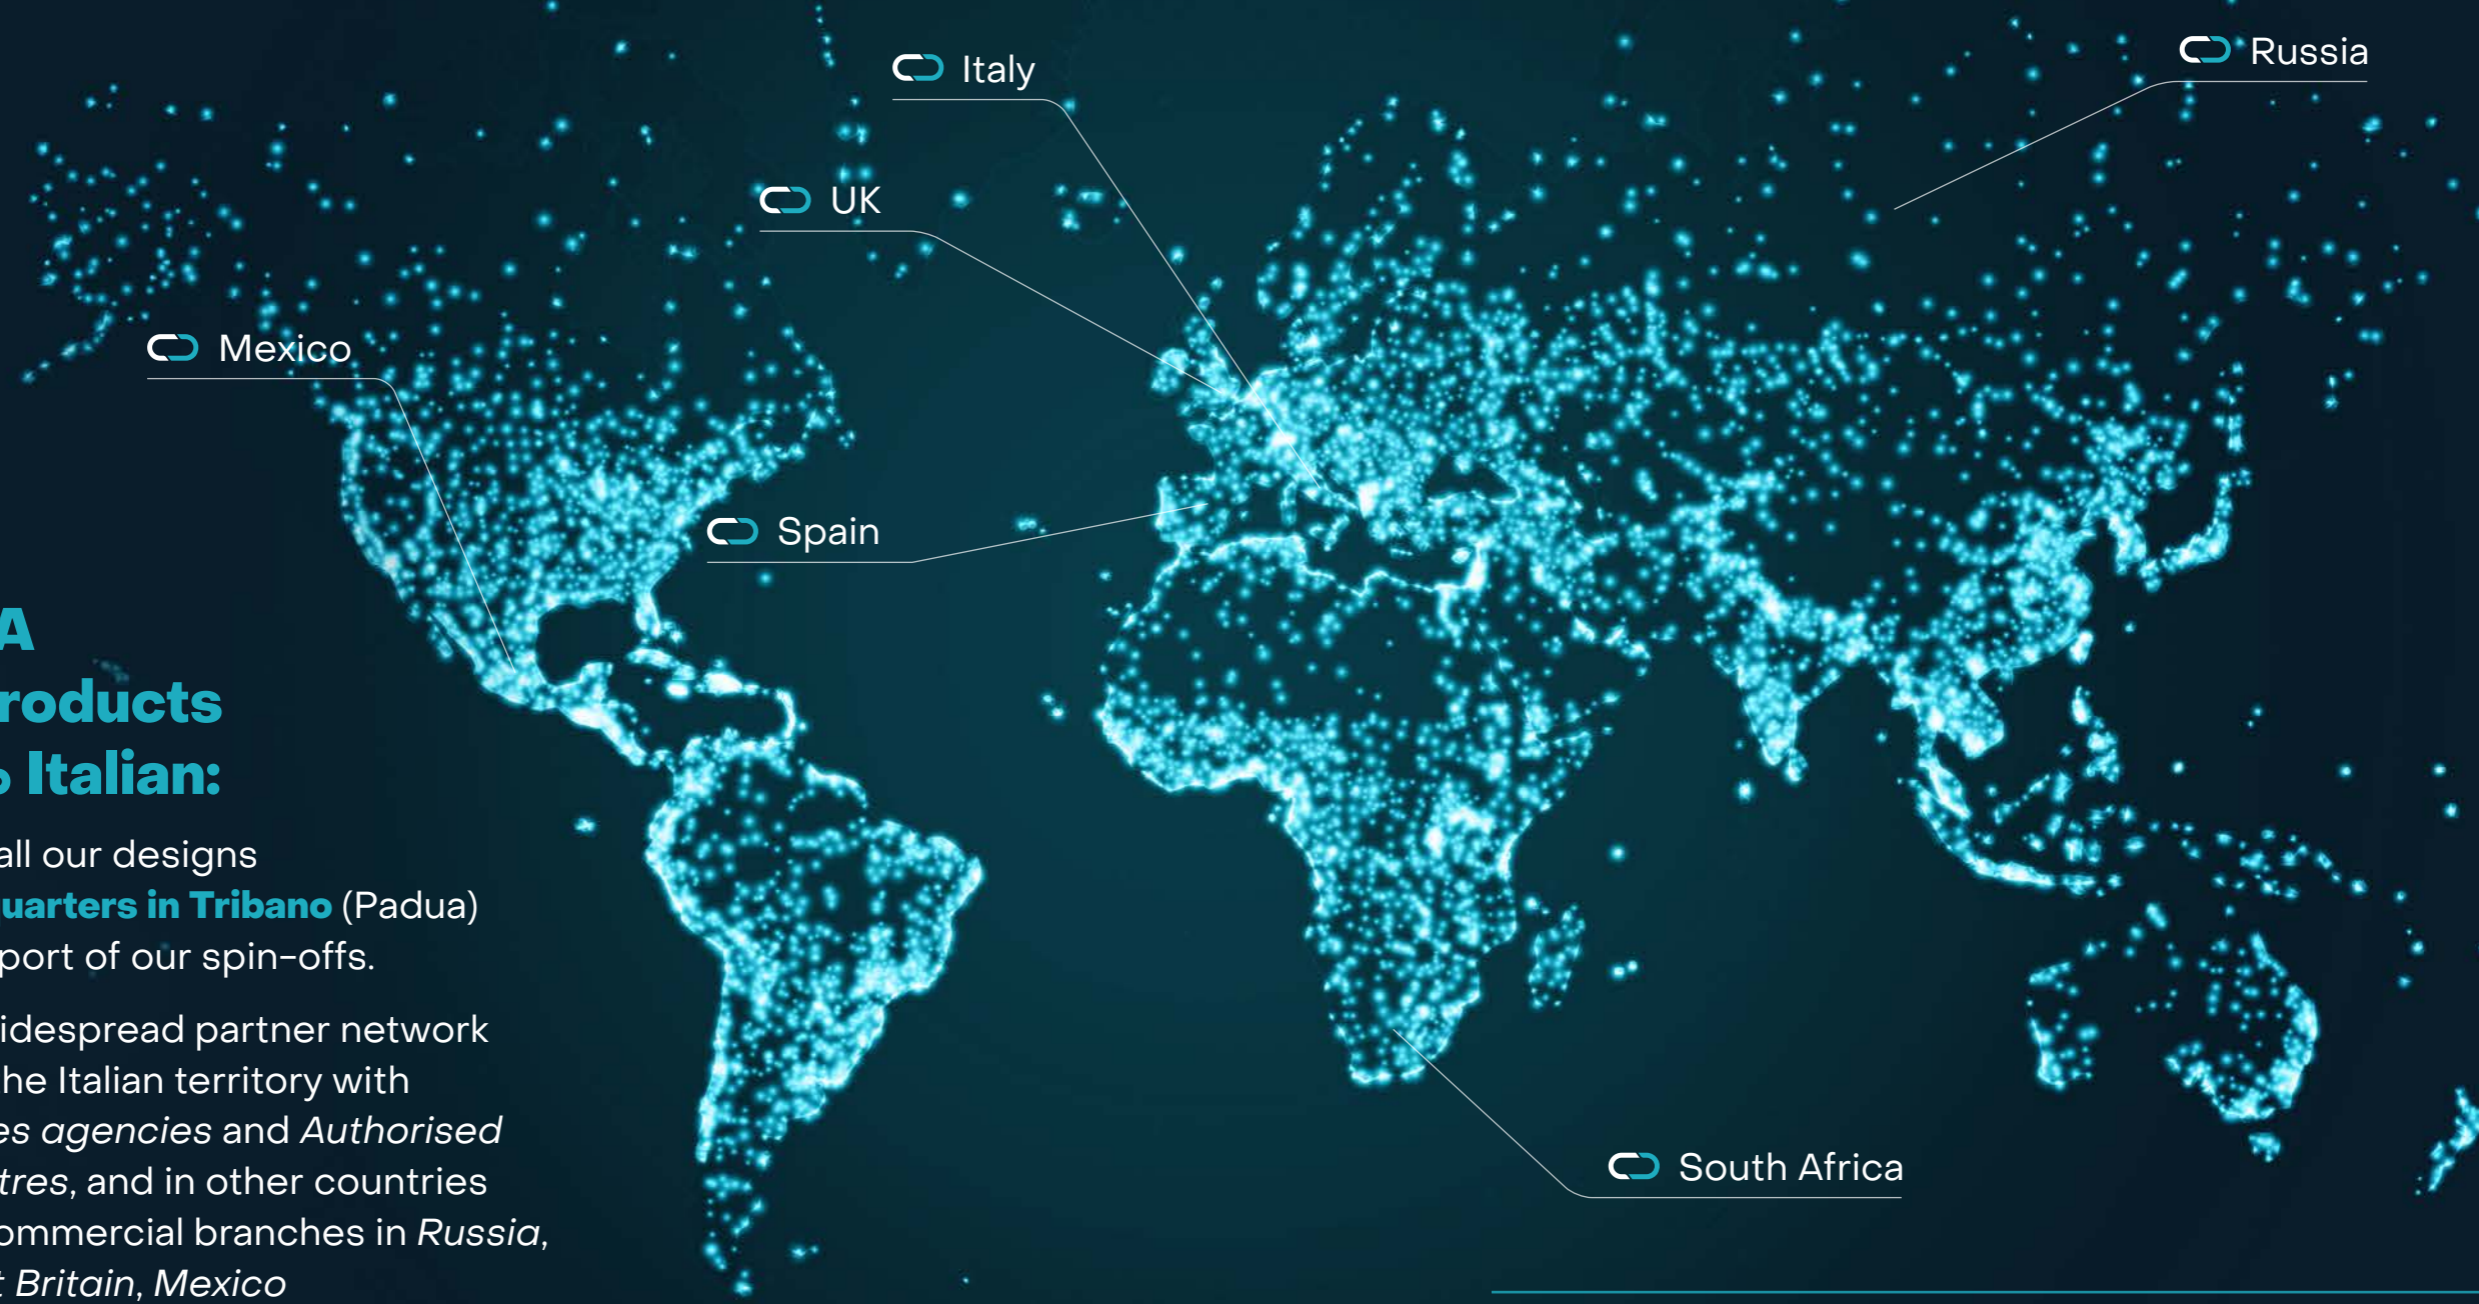 Italy
Russia
UK
Mexico
Spain
A
roducts
Italian:
all our designs
uarters in Tribano (Padua)
port of our spin-offs.
idespread partner network
he Italian territory with
es agencies and Authorised
tres, and in other countries
ommercial branches in Russia,
t Britain, Mexico
South Africa